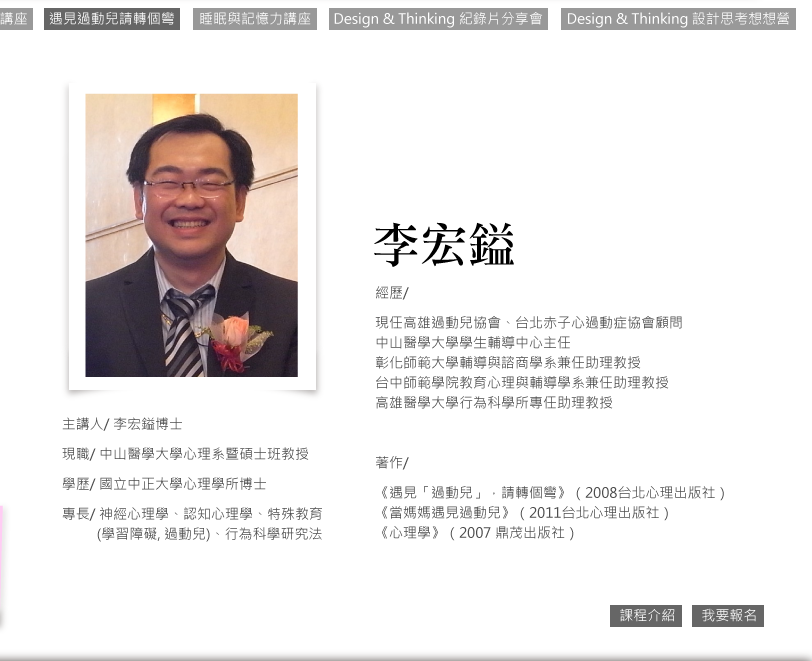 講座
遇見過動兒請轉個彎
睡眠與記憶力講座
Design & Thinking 紀錄片分享會
Design & Thinking 設計思考想想營
李宏鎰
經歷/
現任高雄過動兒協會、台北赤子心過動症協會顧問
中山醫學大學學生輔導中心主任
彰化師範大學輔導與諮商學系兼任助理教授
台中師範學院教育心理與輔導學系兼任助理教授
高雄醫學大學行為科學所專任助理教授
主講人/ 李宏鎰博士
現職/ 中山醫學大學心理系暨碩士班教授
學歷/ 國立中正大學心理學所博士
專長/ 神經心理學、認知心理學、特殊教育
(學習障礙, 過動兒)、行為科學研究法
著作/
《遇見「過動兒」，請轉個彎》（2008台北心理出版社）
《當媽媽遇見過動兒》（2011台北心理出版社）
《心理學》（2007 鼎茂出版社）
課程介紹
我要報名